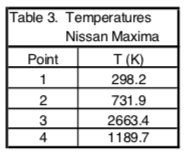 Table 3. Temperatures
Nissan Maxima
Point T (K)
1 298.2
2 731.9
3 2663.4
4 1189.7